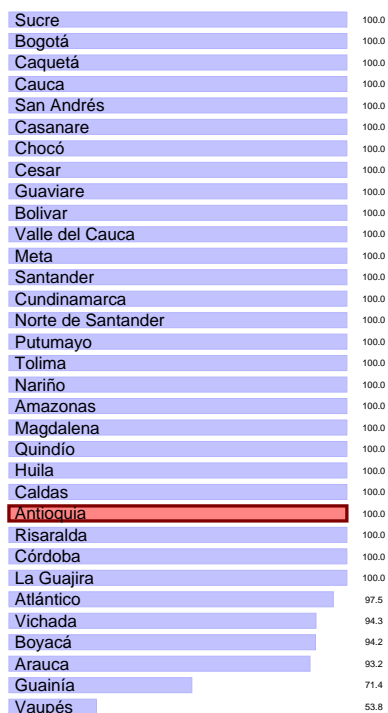 Sucre 100.0
Bogotá 100.0
Caquetá 100.0
Cauca 100.0
San Andrés 100.0
Casanare 100.0
Chocó 100.0
Cesar 100.0
Guaviare 100.0
Bolivar 100.0
Valle del Cauca 100.0
Meta 100.0
Santander 100.0
Cundinamarca 100.0
Norte de Santander 100.0
Putumayo 100.0
Tolima 100.0
Nariño 100.0
Amazonas 100.0
Magdalena 100.0
Quindío 100.0
Huila 100.0
Caldas 100.0
Antioquia 100.0
Risaralda 100.0
Córdoba 100.0
La Guajira 100.0
Atlántico 97.5
Vichada 94.3
Boyacá 94.2
Arauca 93.2
Guainía 71.4
Vaupés 53.8